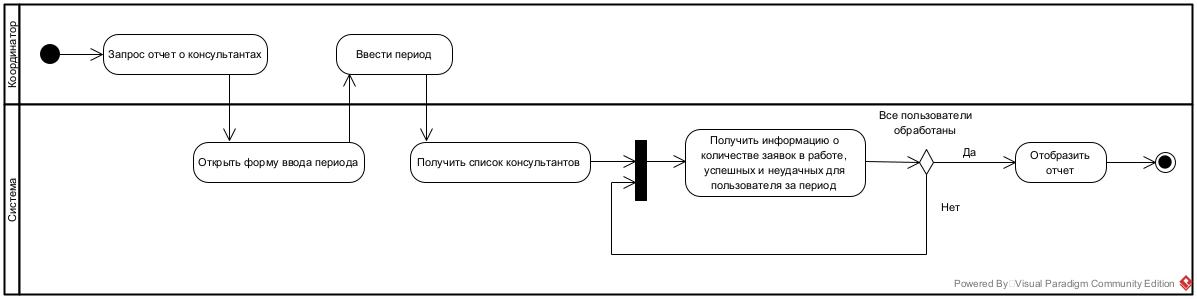 Координатор
Запрос отчет о консультантах
Ввести период
Система
Открыть форму ввода периода
Получить список консультантов
Получить информацию о
количестве заявок в работе,
успешных и неудачных для
пользователя за период
Все пользователи
обработаны
Да
Нет
Отобразить
отчет
Powered By Visual Paradigm Community Edition